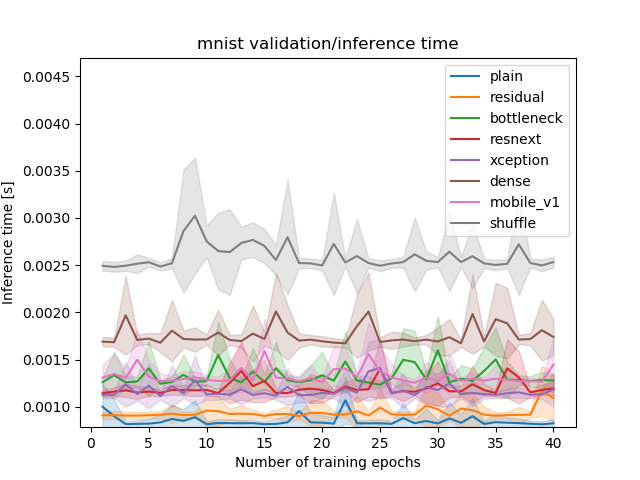 mnist validation/inference time
Inference time [s]
0.0045
0.0040
0.0035
0.0030
0.0025
0.0020
0.0015
0.0010
plain
residual
bottleneck
resnext
xception
dense
mobile_v1
shuffle
0 5 10 15 20 25 30 35 40
Number of training epochs